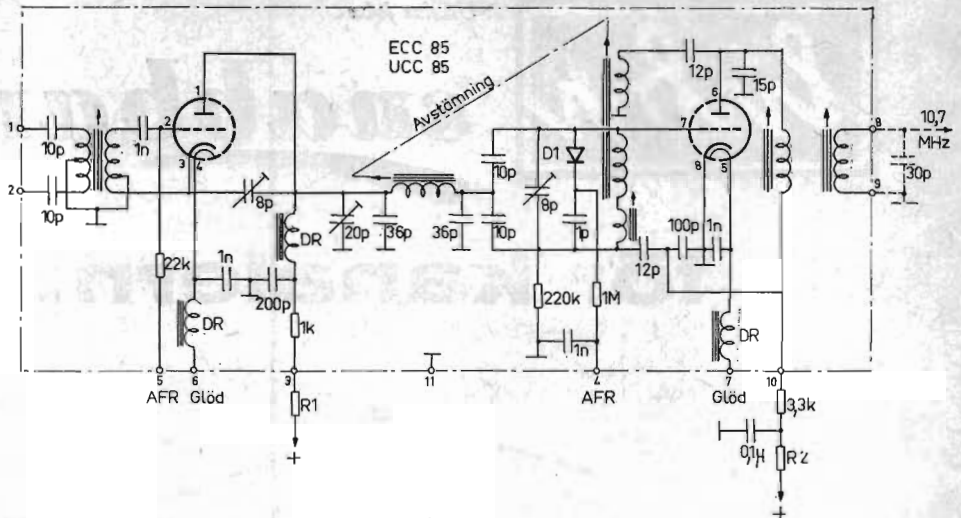 ECC 85
UCC 85
Avstämning
10,7
MHz
30p
1
2
10p
10p
1n
1
2
3
4
8p
20p
36p
36p
10p
10p
8p
D1
1p
12p
15p
6
7
8
5
8
9
22k
1n
200p
DR
DR
1k
220k
1M
1n
12p
100p
1n
DR
5
6
9
11
4
7
10
AFR
Glöd
R1
AFR
Glöd
3,3k
0,1µ
R2
+
+